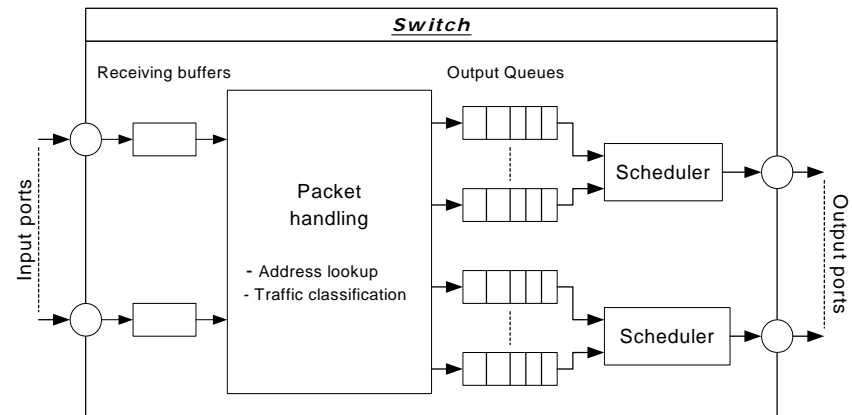 Switch
Receiving buffers
Output Queues
Input ports
Packet
handling
- Address lookup
- Traffic classification
Scheduler
Scheduler
Output ports